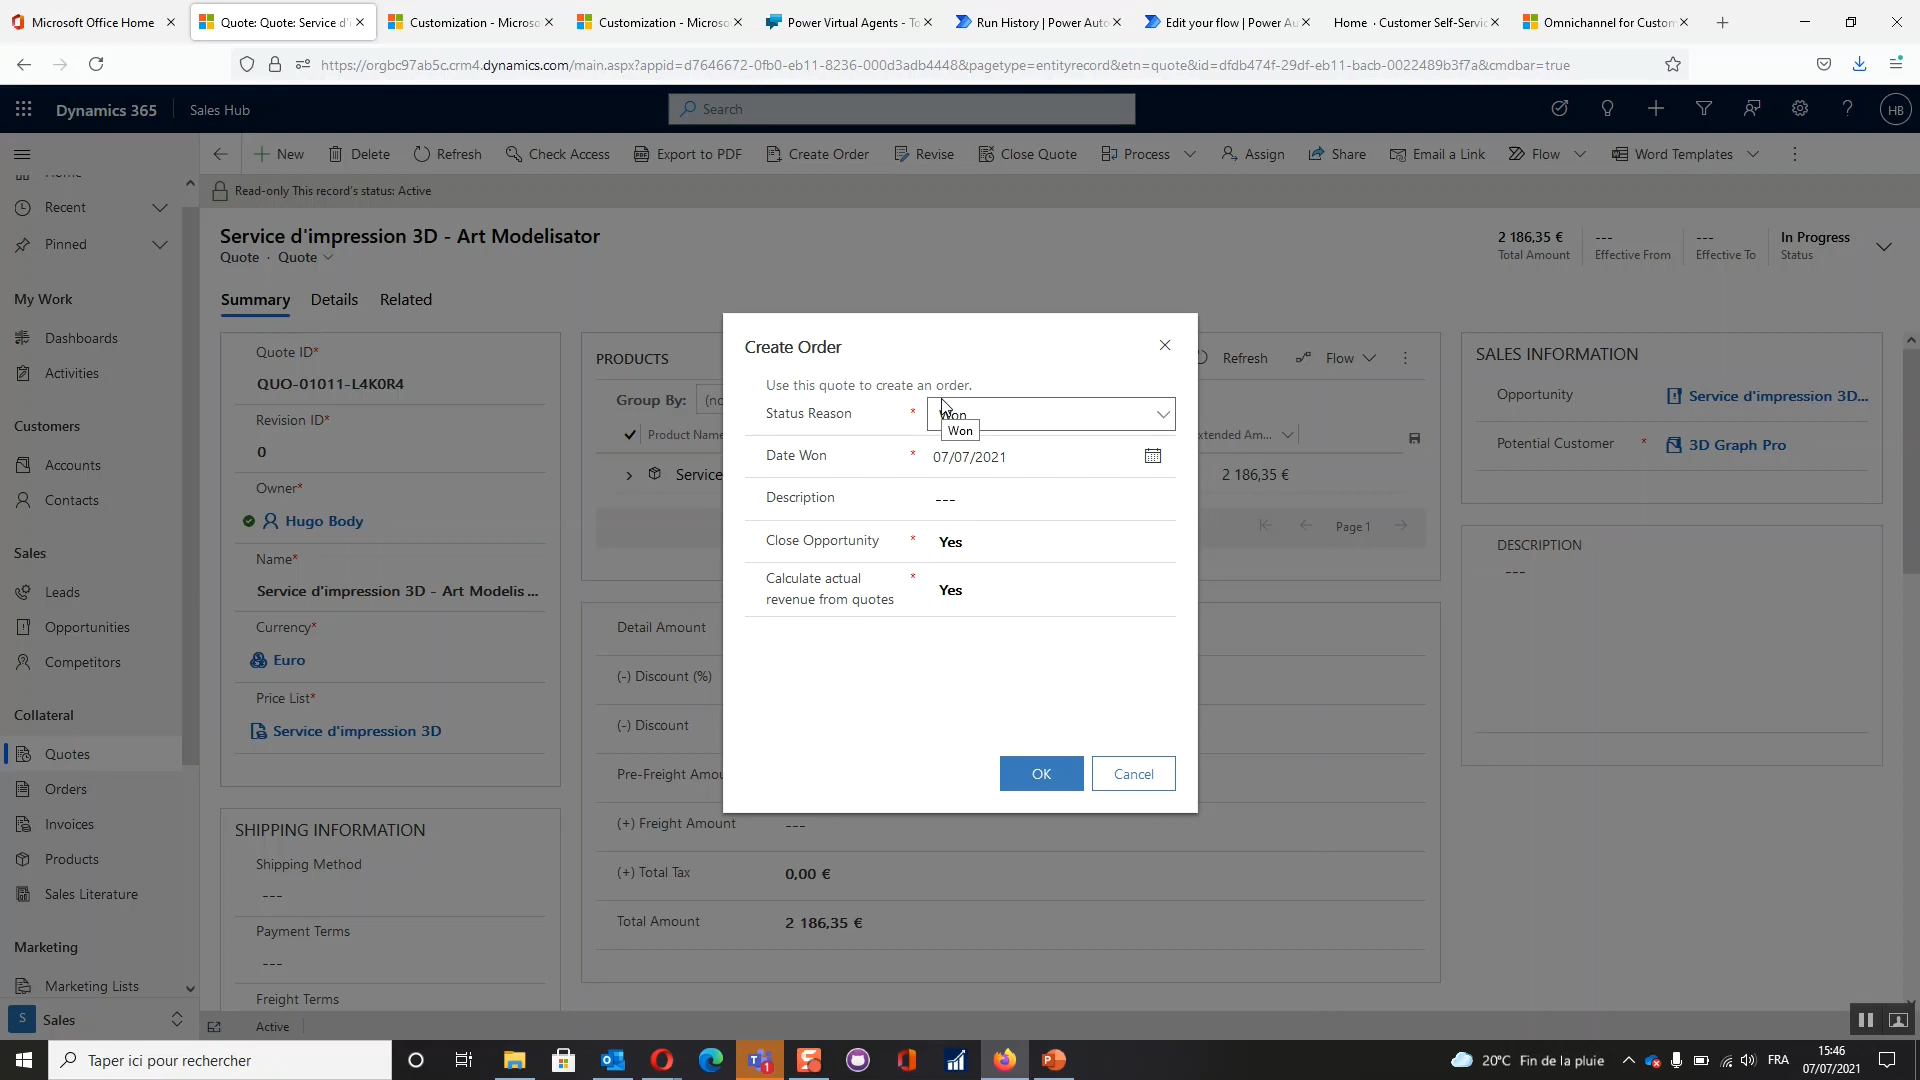 Microsoft Office Home
Quote: Quote: Service d'
Customization - Microso
Customization - Microso
Power Virtual Agents - To
Run History | Power Auto
Edit your flow | Power Au
Home · Customer Self-Servic
Omnichannel for Custom
https://orgbc97ab5c.crm4.dynamics.com/main.aspx?appid=d7646672-0fb0-eb11-8236-000d3adb4448&pagetype=entityrecord&etn=quote&id=dfdb474f-29df-eb11-bacb-0022489b3f7a&cmdbar=true
Dynamics 365
Sales Hub
Search
HB
New
Delete
Refresh
Check Access
Export to PDF
Create Order
Revise
Close Quote
Process
Assign
Share
Email a Link
Flow
Word Templates
Read-only This record's status: Active
Home
Recent
Pinned
My Work
Dashboards
Activities
Customers
Accounts
Contacts
Sales
Leads
Opportunities
Competitors
Collateral
Quotes
Orders
Invoices
Products
Sales Literature
Marketing
Marketing Lists
S Sales
Service d'impression 3D - Art Modelisator
Quote · Quote
2 186,35 €
Total Amount
---
Effective From
---
Effective To
In Progress
Status
Summary
Details
Related
Quote ID*
QUO-01011-L4K0R4
Revision ID*
0
Owner*
Hugo Body
Name*
Service d'impression 3D - Art Modelis ...
Currency*
Euro
Price List*
Service d'impression 3D
SHIPPING INFORMATION
Shipping Method
---
Payment Terms
---
Freight Terms
PRODUCTS
Refresh
Flow
Group By:
(no
Product Name
xtended Am...
Service
2 186,35 €
Page 1
Detail Amount
(-) Discount (%)
(-) Discount
Pre-Freight Amou
(+) Freight Amount
---
(+) Total Tax
0,00 €
Total Amount
2 186,35 €
SALES INFORMATION
Opportunity
Service d'impression 3D...
Potential Customer *
3D Graph Pro
DESCRIPTION
---
Create Order
Use this quote to create an order.
Status Reason *
Won
Won
Date Won *
07/07/2021
Description
---
Close Opportunity *
Yes
Calculate actual *
revenue from quotes
Yes
OK
Cancel
Active
Taper ici pour rechercher
1
20°C Fin de la pluie
FRA
15:46
07/07/2021